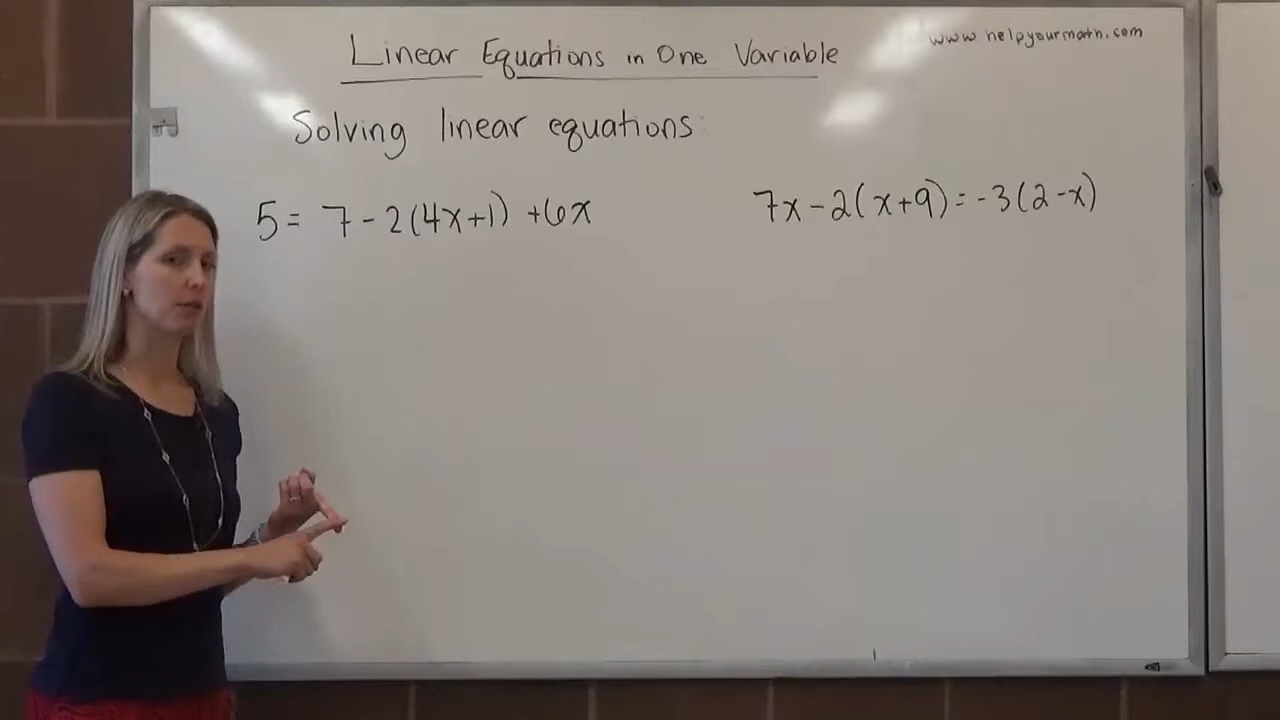 www.helpyourmath.com
Linear Equations in One Variable
Solving linear equations:
5 = 7 - 2(4x+1) + 6x
7x - 2(x+9) = -3(2-x)